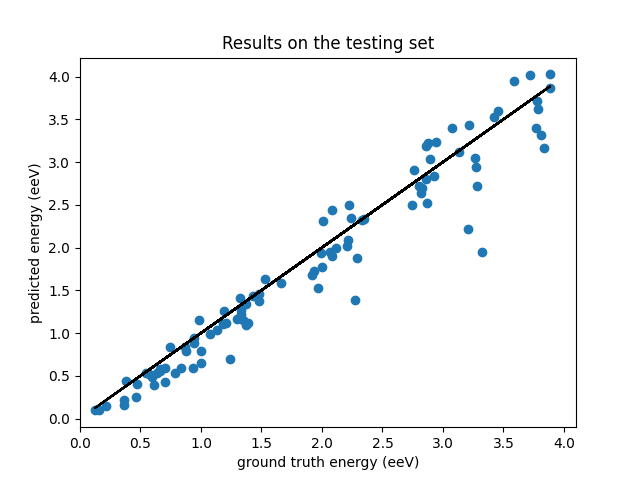 Results on the testing set
4.0
3.5
3.0
2.5
2.0
1.5
1.0
0.5
0.0
predicted energy (eeV)
0.0 0.5 1.0 1.5 2.0 2.5 3.0 3.5 4.0
ground truth energy (eeV)